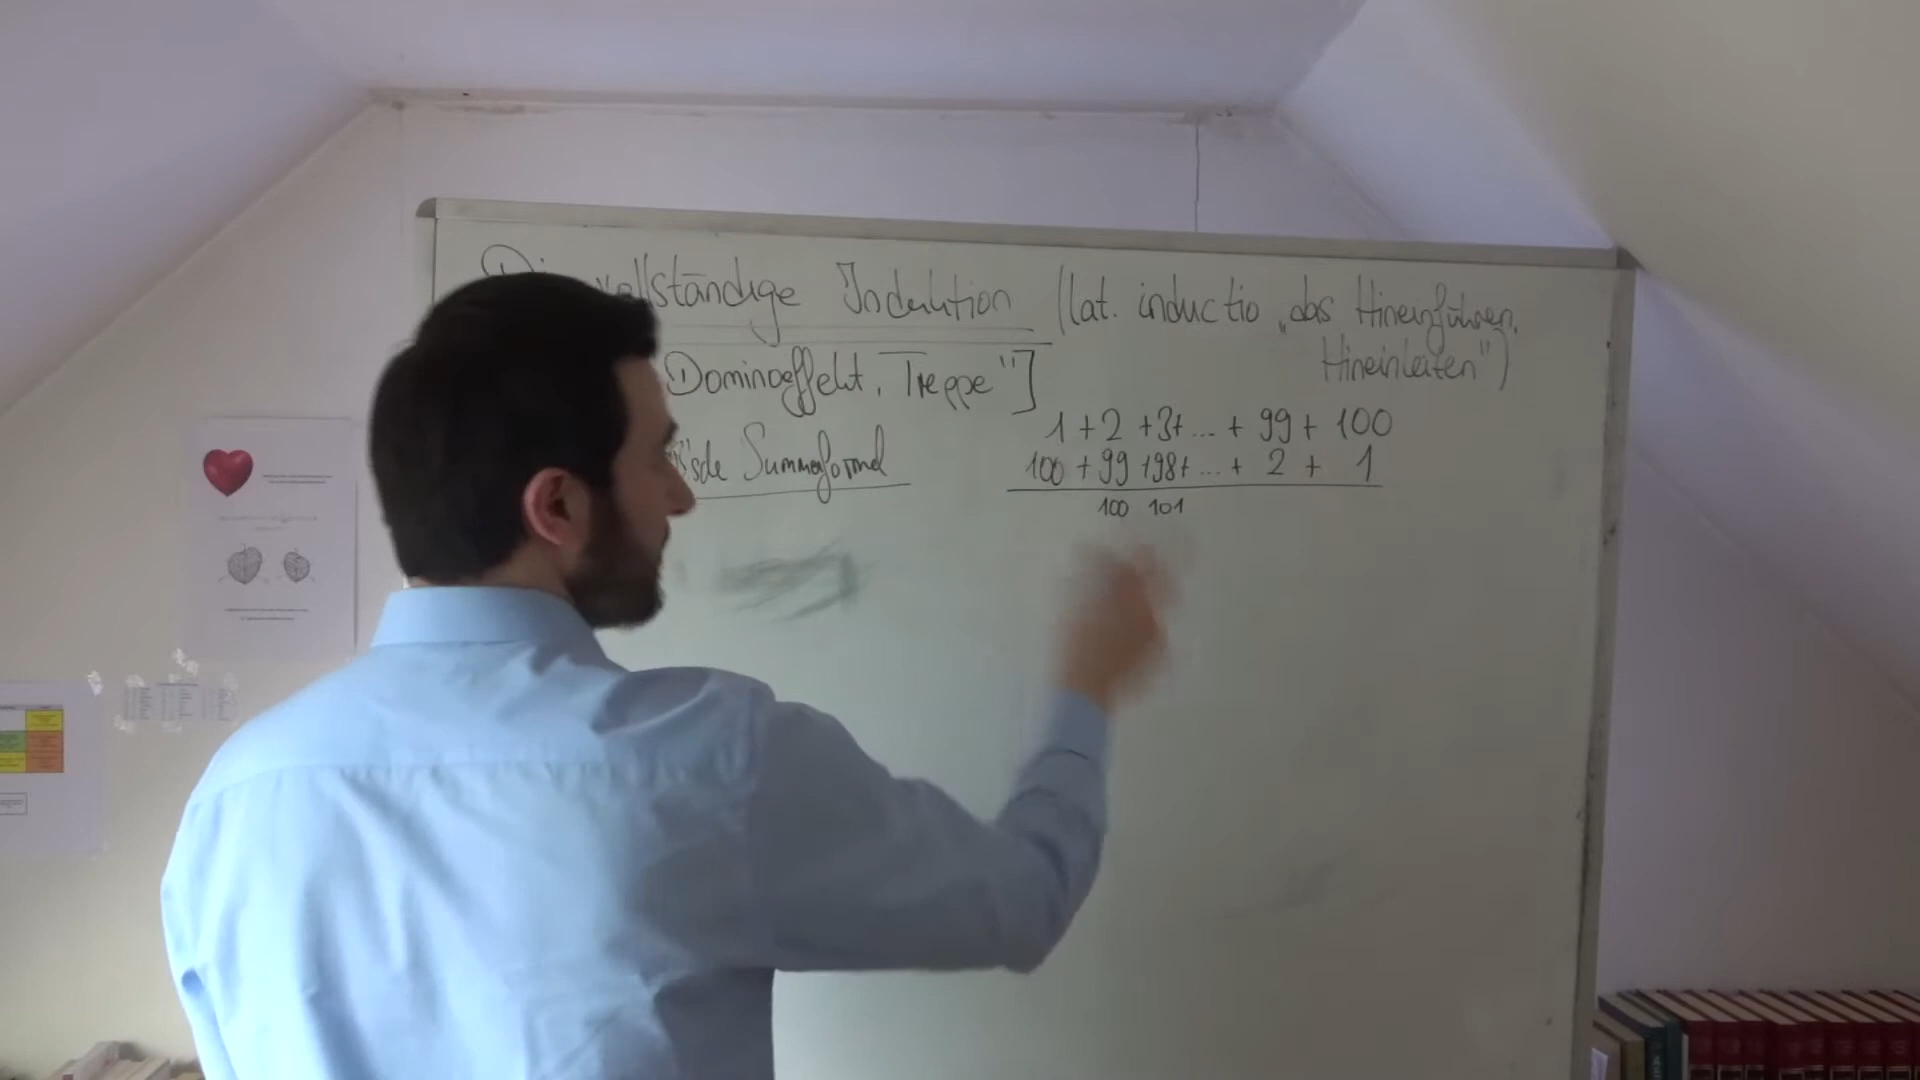 vollständige Induktion (lat. inductio „das Hineinführen,
Hineinleiten")
Dominoeffekt, Treppe"]
1 + 2 + 3 + ... + 99 + 100
Summenformel
100 + 99 + 98 + ... + 2 + 1
100 101